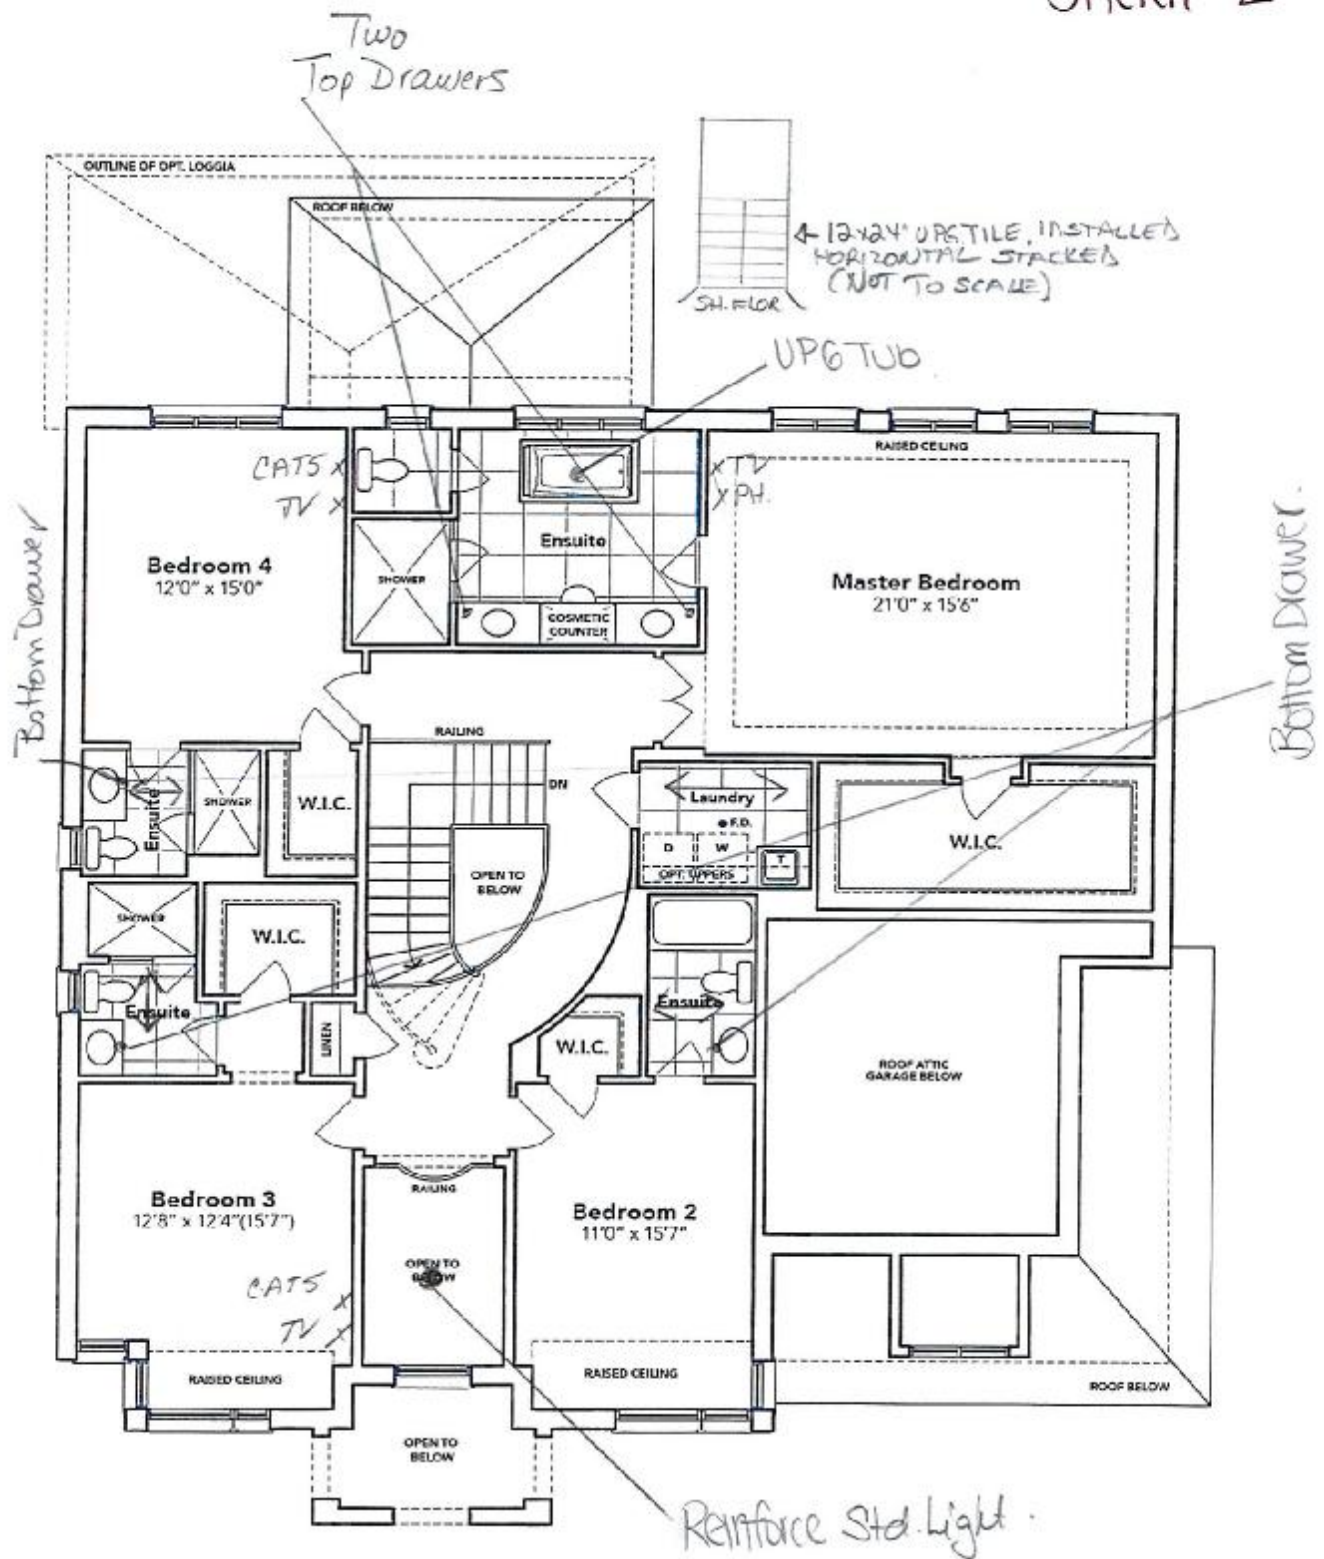 Two
Top Drawers
OUTLINE OF OPT. LOGGIA
ROOF BELOW
12x24" UPG TILE, INSTALLED
HORIZONTAL STACKED
(NOT TO SCALE)
SH. FLOR
UPG TUB
RAISED CEILING
CAT5 x
TV x
x TV
x PH.
Bottom Drawer
Bottom Drawer.
Ensuite
Bedroom 4
12'0" x 15'0"
SHOWER
Master Bedroom
21'0" x 15'6"
COSMETIC
COUNTER
RAILING
DN
Laundry
F.D.
D
W
T
OPT. UPPERS
W.I.C.
SHOWER
Ensuite
W.I.C.
OPEN TO
BELOW
SHOWER
W.I.C.
Ensuite
LINEN
Ensuite
W.I.C.
ROOF ATTIC
GARAGE BELOW
RAILING
Bedroom 3
12'8" x 12'4"(15'7")
Bedroom 2
11'0" x 15'7"
OPEN TO
BELOW
CAT5 x
TV x
RAISED CEILING
RAISED CEILING
ROOF BELOW
OPEN TO
BELOW
Reinforce Std. Light.